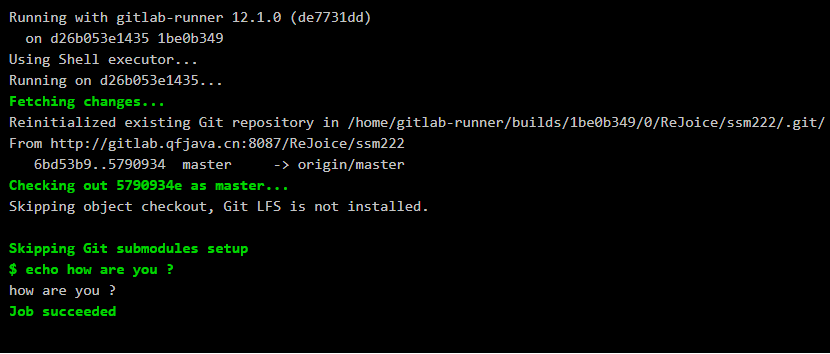 Running with gitlab-runner 12.1.0 (de7731dd)
on d26b053e1435 1be0b349
Using Shell executor...
Running on d26b053e1435...
Fetching changes...
Reinitialized existing Git repository in /home/gitlab-runner/builds/1be0b349/0/ReJoice/ssm222/.git/
From http://gitlab.qfjava.cn:8087/ReJoice/ssm222
6bd53b9..5790934  master     -> origin/master
Checking out 5790934e as master...
Skipping object checkout, Git LFS is not installed.
Skipping Git submodules setup
$ echo how are you ?
how are you ?
Job succeeded